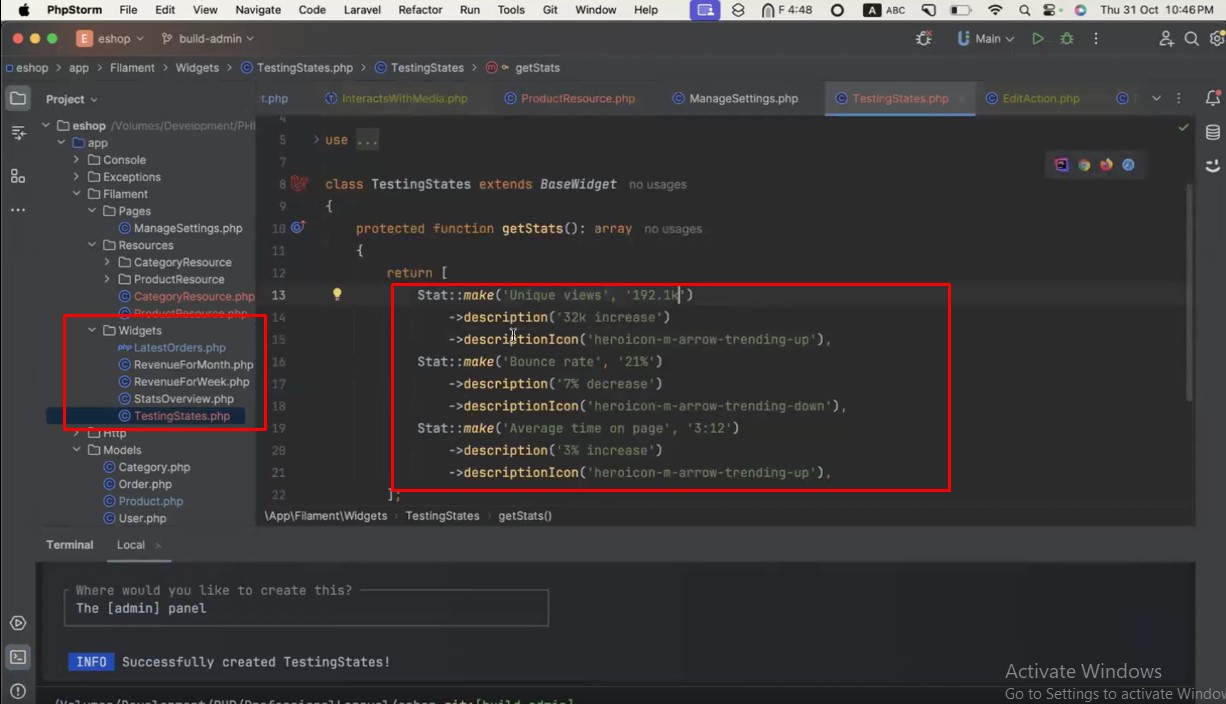 PhpStorm File Edit View Navigate Code Laravel Refactor Run Tools Git Window Help F 4:48 A ABC Thu 31 Oct 10:46 PM
E eshop build-admin Main
eshop app Filament Widgets TestingStates.php TestingStates getStats
Project
t.php InteractsWithMedia.php ProductResource.php ManageSettings.php TestingStates.php EditAction.php
eshop /Volumes/Development/PHI
app
Console
Exceptions
Filament
Pages
ManageSettings.php
Resources
CategoryResource
ProductResource
CategoryResource.php
ProductResource.php
Widgets
LatestOrders.php
RevenueForMonth.php
RevenueForWeek.php
StatsOverview.php
TestingStates.php
Http
Models
Category.php
Order.php
Product.php
User.php
4
5 use ...
7
8 class TestingStates extends BaseWidget no usages
9 {
10 protected function getStats(): array no usages
11 {
12 return [
13 Stat::make('Unique views', '192.1k')
14 ->description('32k increase')
15 ->descriptionIcon('heroicon-m-arrow-trending-up'),
16 Stat::make('Bounce rate', '21%')
17 ->description('7% decrease')
18 ->descriptionIcon('heroicon-m-arrow-trending-down'),
19 Stat::make('Average time on page', '3:12')
20 ->description('3% increase')
21 ->descriptionIcon('heroicon-m-arrow-trending-up'),
22 ];
\App\Filament\Widgets TestingStates getStats()
Terminal Local
Where would you like to create this?
The [admin] panel
INFO Successfully created TestingStates!
Activate Windows
Go to Settings to activate Window